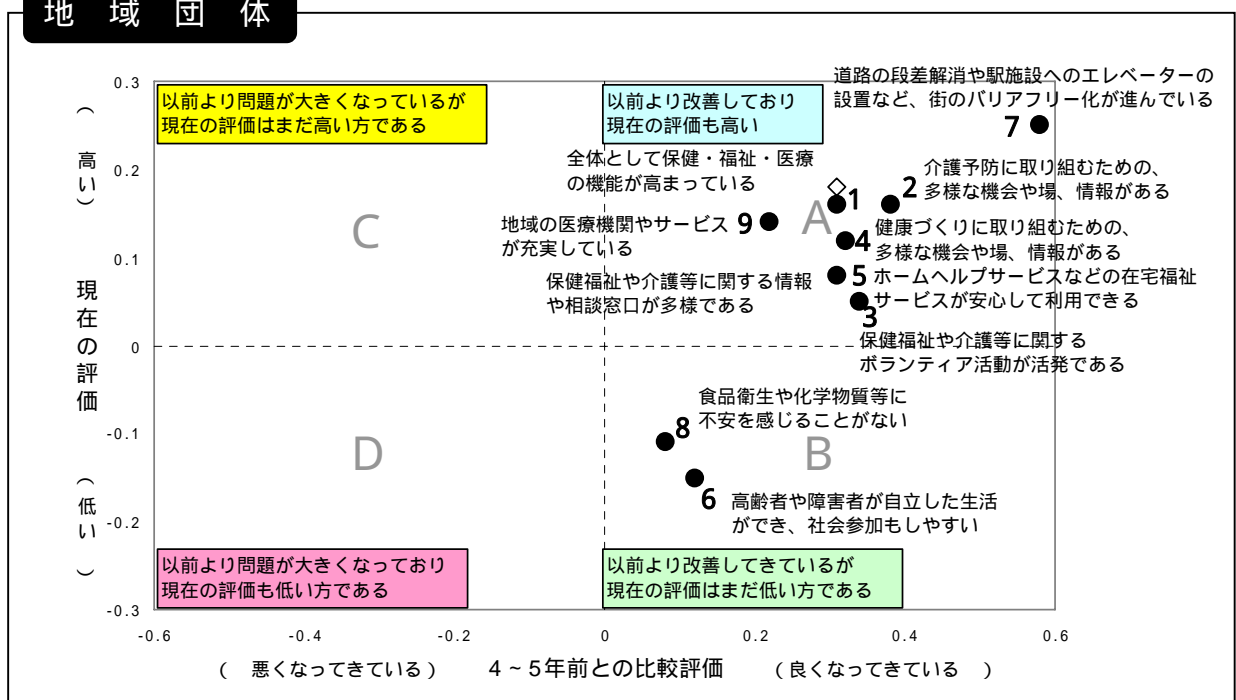 地域団体
道路の段差解消や駅施設へのエレベーターの
設置など、街のバリアフリー化が進んでいる
7
以前より問題が大きくなっているが
現在の評価はまだ高い方である
以前より改善しており
現在の評価も高い
全体として保健・福祉・医療
の機能が高まっている
1
2
介護予防に取り組むための、
多様な機会や場、情報がある
地域の医療機関やサービス
が充実している
9
A
C
4
健康づくりに取り組むための、
多様な機会や場、情報がある
保健福祉や介護等に関する情報
や相談窓口が多様である
5
ホームヘルプサービスなどの在宅福祉
サービスが安心して利用できる
3
保健福祉や介護等に関する
ボランティア活動が活発である
食品衛生や化学物質等に
不安を感じることがない
8
D
B
6
高齢者や障害者が自立した生活
ができ、社会参加もしやすい
以前より問題が大きくなっており
現在の評価も低い方である
以前より改善してきているが
現在の評価はまだ低い方である
0.3
0.2
0.1
0
-0.1
-0.2
-0.3
（高い）
現在の評価
（低い）
-0.6
-0.4
-0.2
0
0.2
0.4
0.6
（ 悪くなってきている） ４～５年前との比較評価 （良くなってきている ）